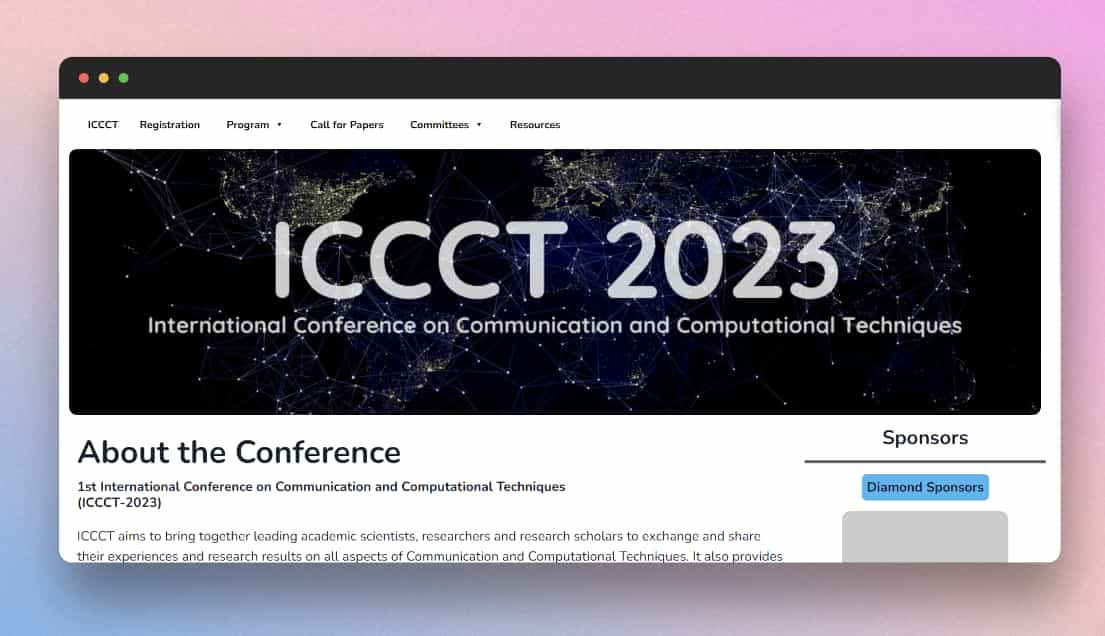 ICCCT Registration Program Call for Papers Committees Resources
ICCCT 2023
International Conference on Communication and Computational Techniques
About the Conference
1st International Conference on Communication and Computational Techniques
(ICCCT-2023)
ICCCT aims to bring together leading academic scientists, researchers and research scholars to exchange and share
their experiences and research results on all aspects of Communication and Computational Techniques. It also provides
Sponsors
Diamond Sponsors